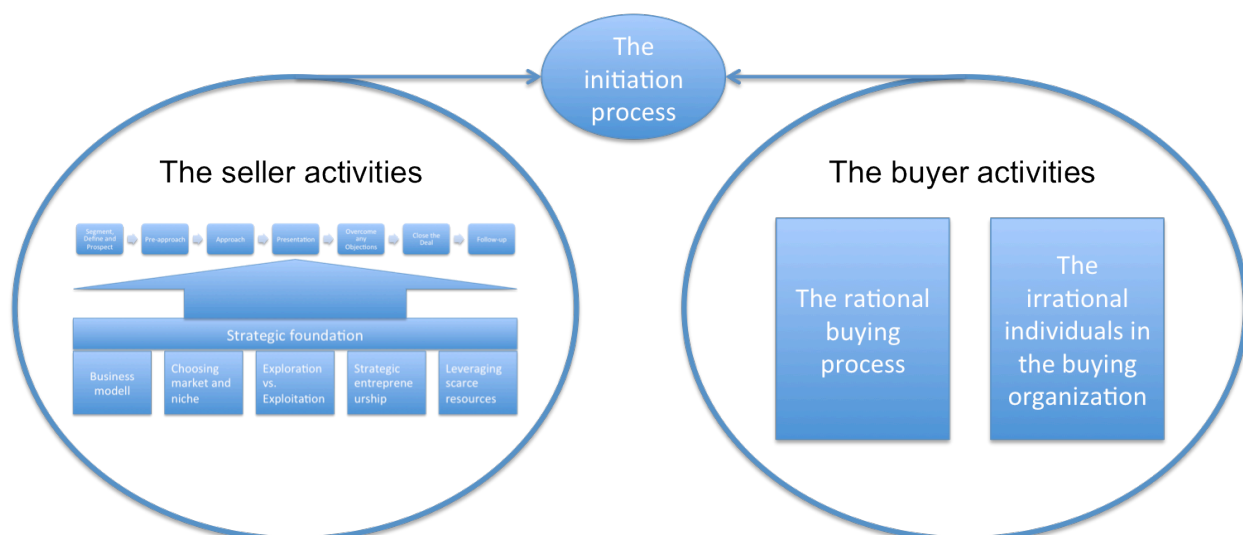 The
initiation
process
The seller activities
Segment,
Define and
Prospect
Pre-approach
Approach
Presentation
Overcome
any
Objections
Close the
Deal
Follow-up
Strategic foundation
Business
modell
Choosing
market and
niche
Exploration
vs.
Exploitation
Strategic
entreprene
urship
Leveraging
scarce
resources
The buyer activities
The rational
buying
process
The
irrational
individuals in
the buying
organization